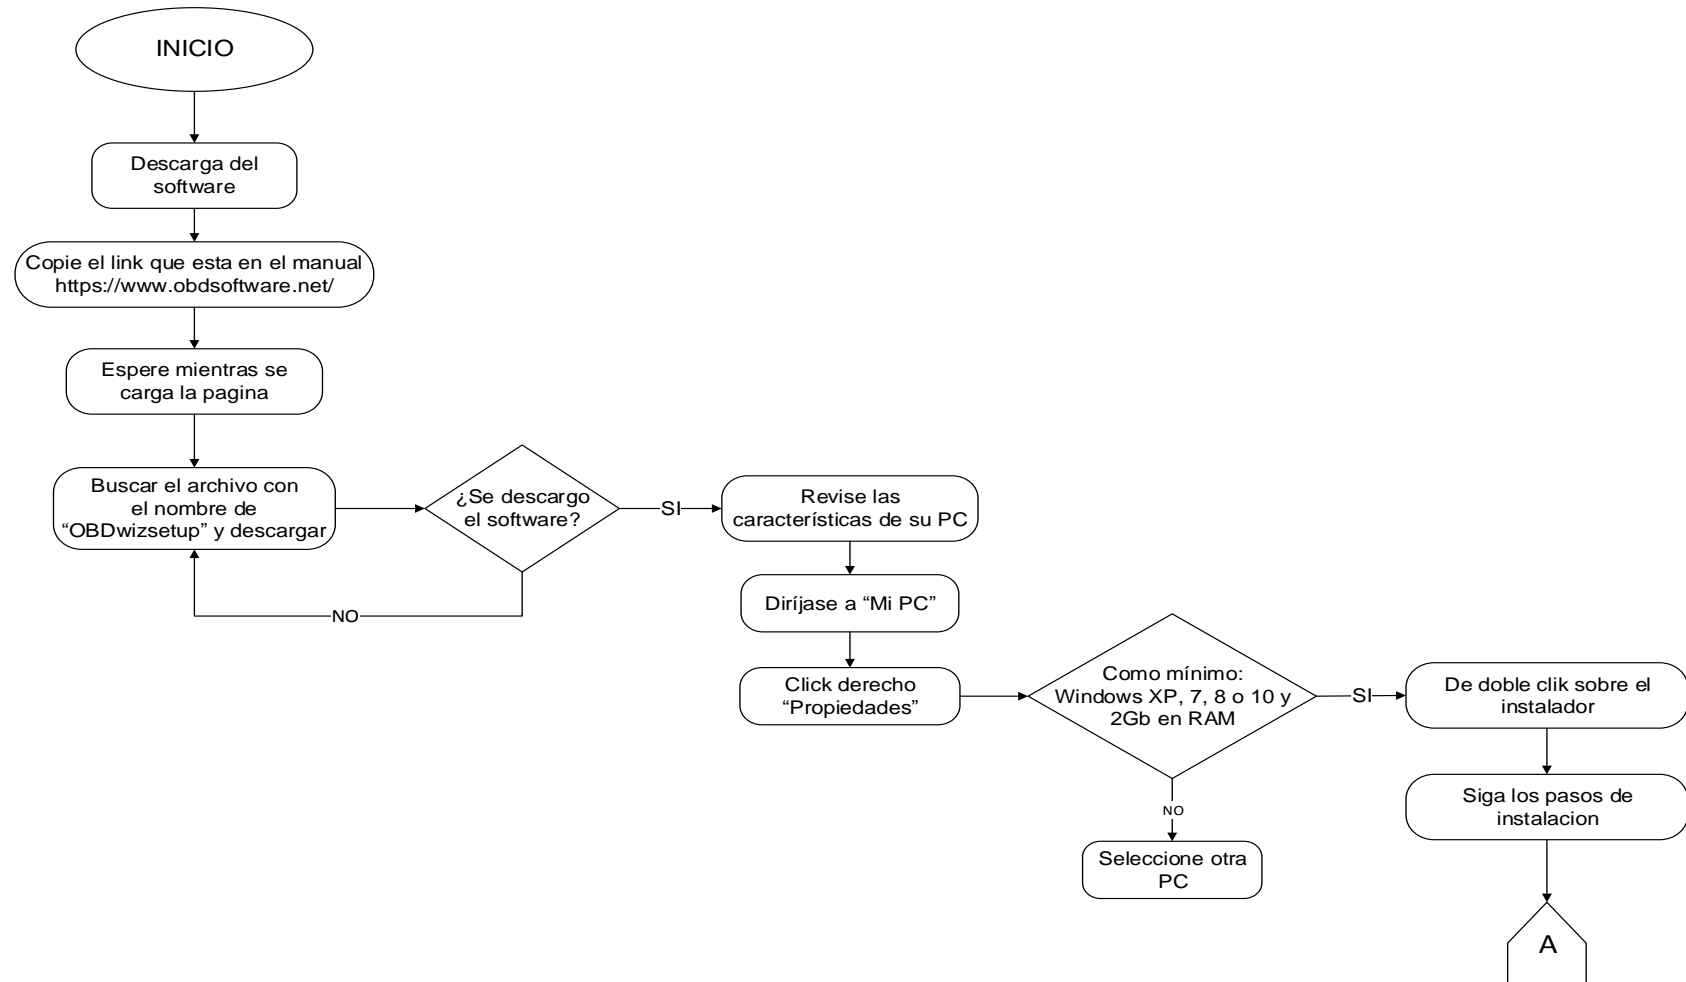 INICIO
Descarga del
software
Copie el link que esta en el manual
https://www.obdsoftware.net/
Espere mientras se
carga la pagina
Buscar el archivo con
el nombre de
“OBDwizsetup” y descargar
¿Se descargo
el software?
SI
NO
Revise las
características de su PC
Diríjase a “Mi PC”
Click derecho
“Propiedades”
Como mínimo:
Windows XP, 7, 8 o 10 y
2Gb en RAM
SI
NO
Seleccione otra
PC
De doble clik sobre el
instalador
Siga los pasos de
instalacion
A